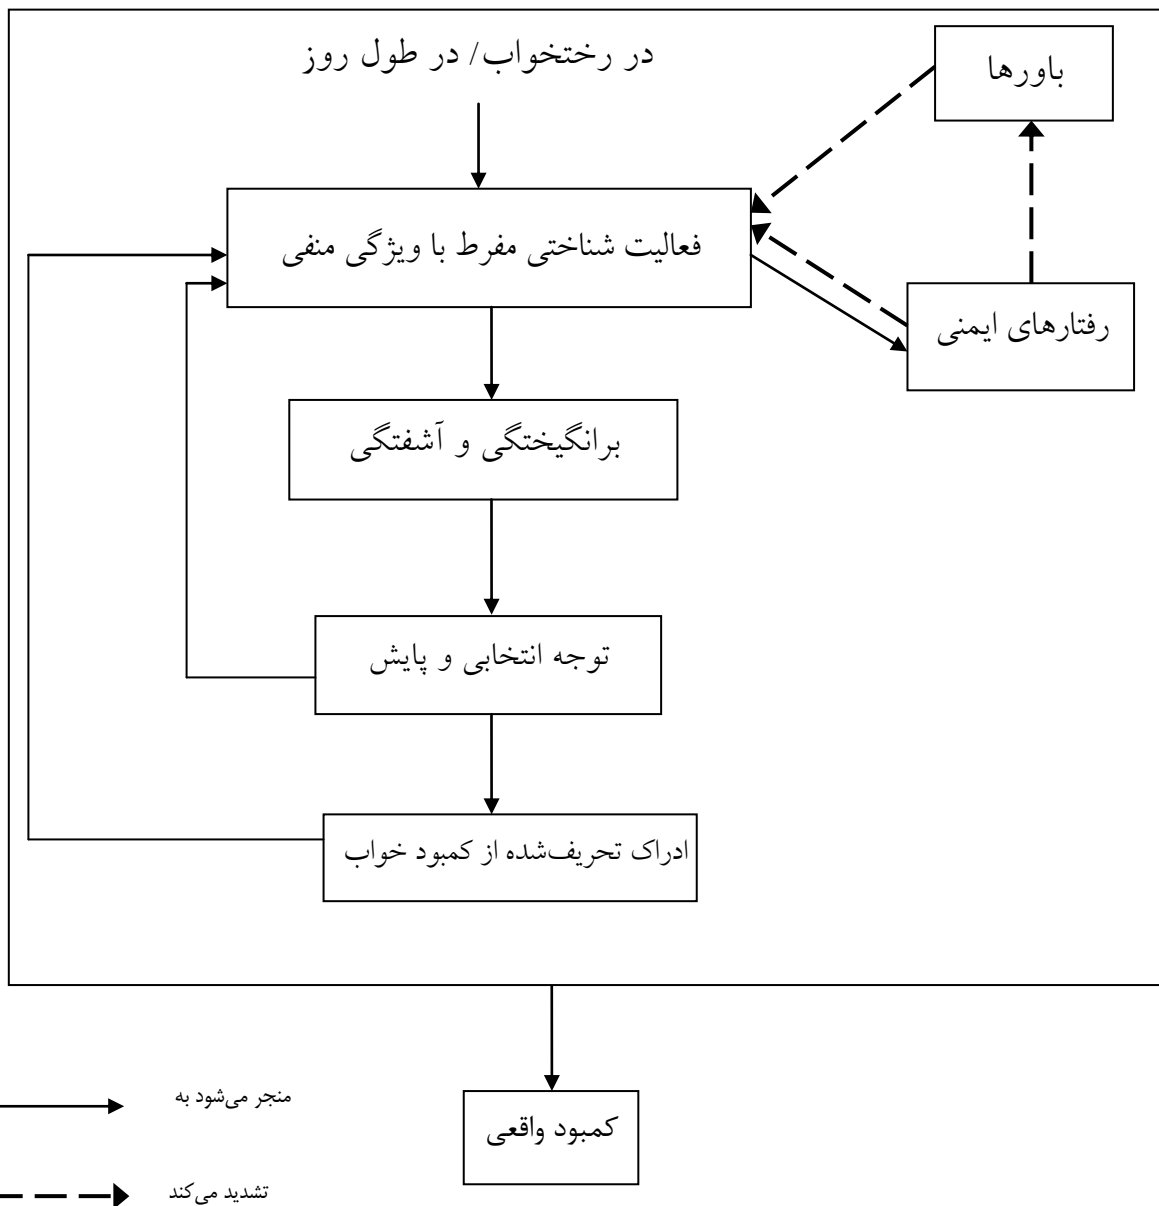 در رختخواب/ در طول روز
باورها
فعالیت شناختی مفرط با ویژگی منفی
رفتارهای ایمنی
برانگیختگی و آشفتگی
توجه انتخابی و پایش
ادراک تحریف‌شده از کمبود خواب
کمبود واقعی
منجر می‌شود به
تشدید می‌کند